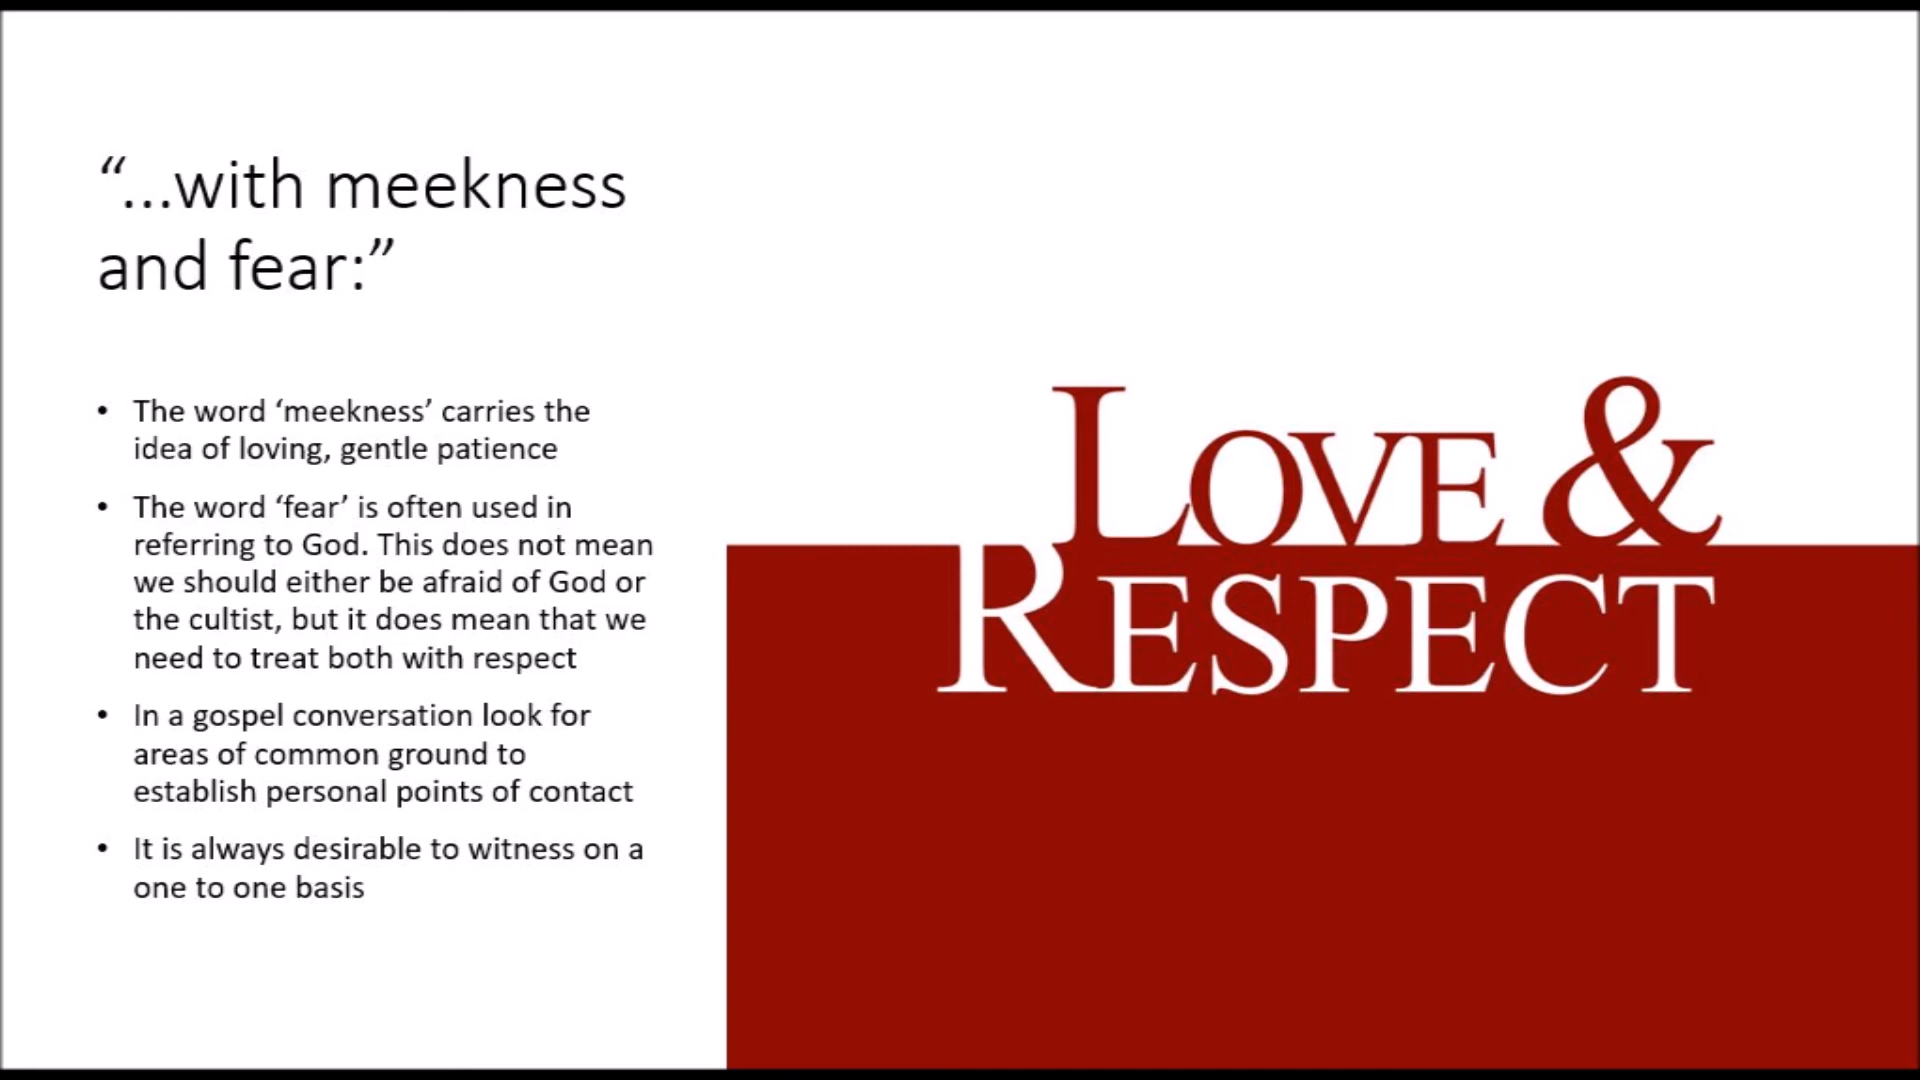 “...with meekness
and fear:”
• The word ‘meekness’ carries the
idea of loving, gentle patience
• The word ‘fear’ is often used in
referring to God. This does not mean
we should either be afraid of God or
the cultist, but it does mean that we
need to treat both with respect
• In a gospel conversation look for
areas of common ground to
establish personal points of contact
• It is always desirable to witness on a
one to one basis
LOVE &
RESPECT